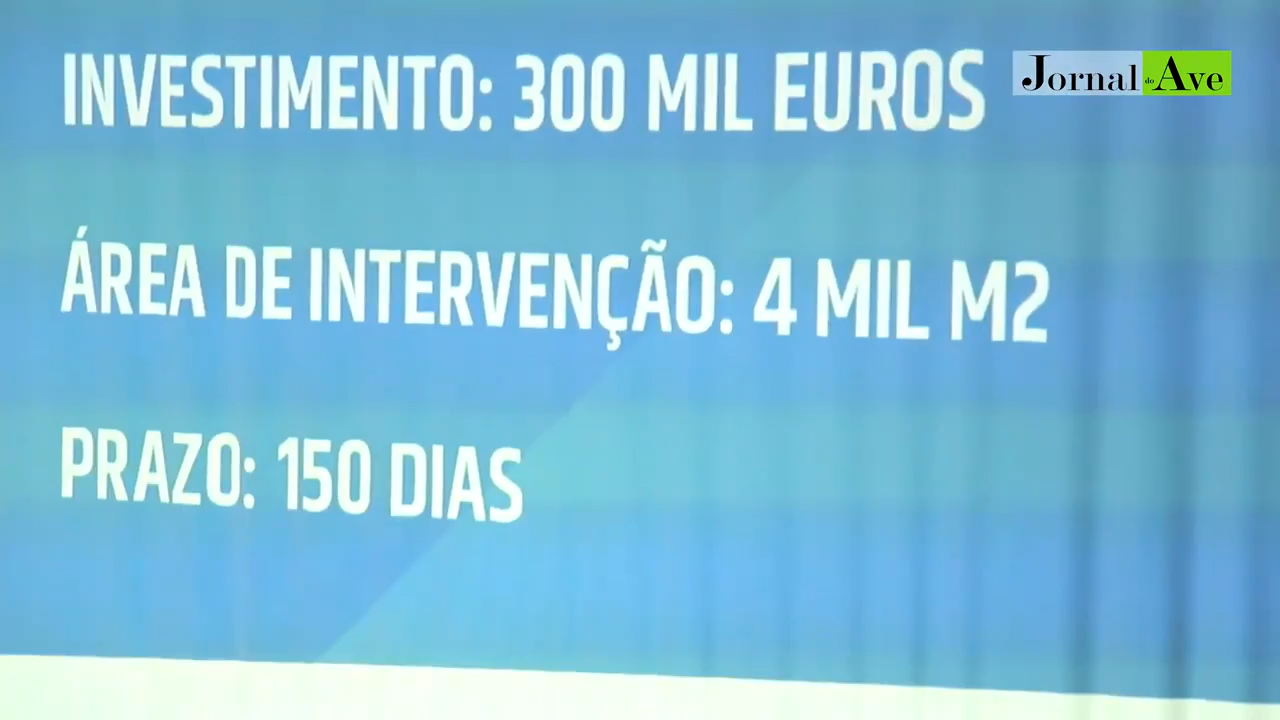 INVESTIMENTO: 300 MIL EUROS
Jornal do Ave
ÁREA DE INTERVENÇÃO: 4 MIL M2
PRAZO: 150 DIAS